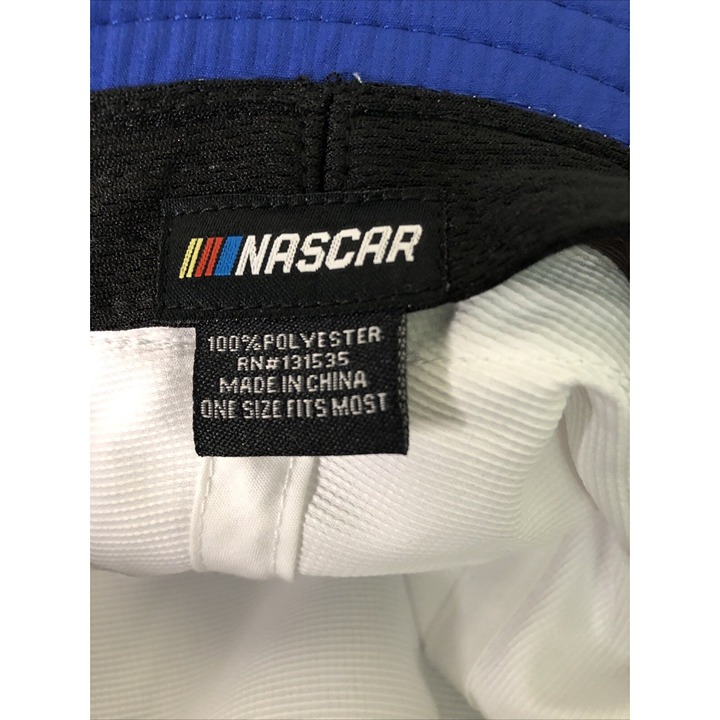 NASCAR
100% POLYESTER
RN#131535
MADE IN CHINA
ONE SIZE FITS MOST